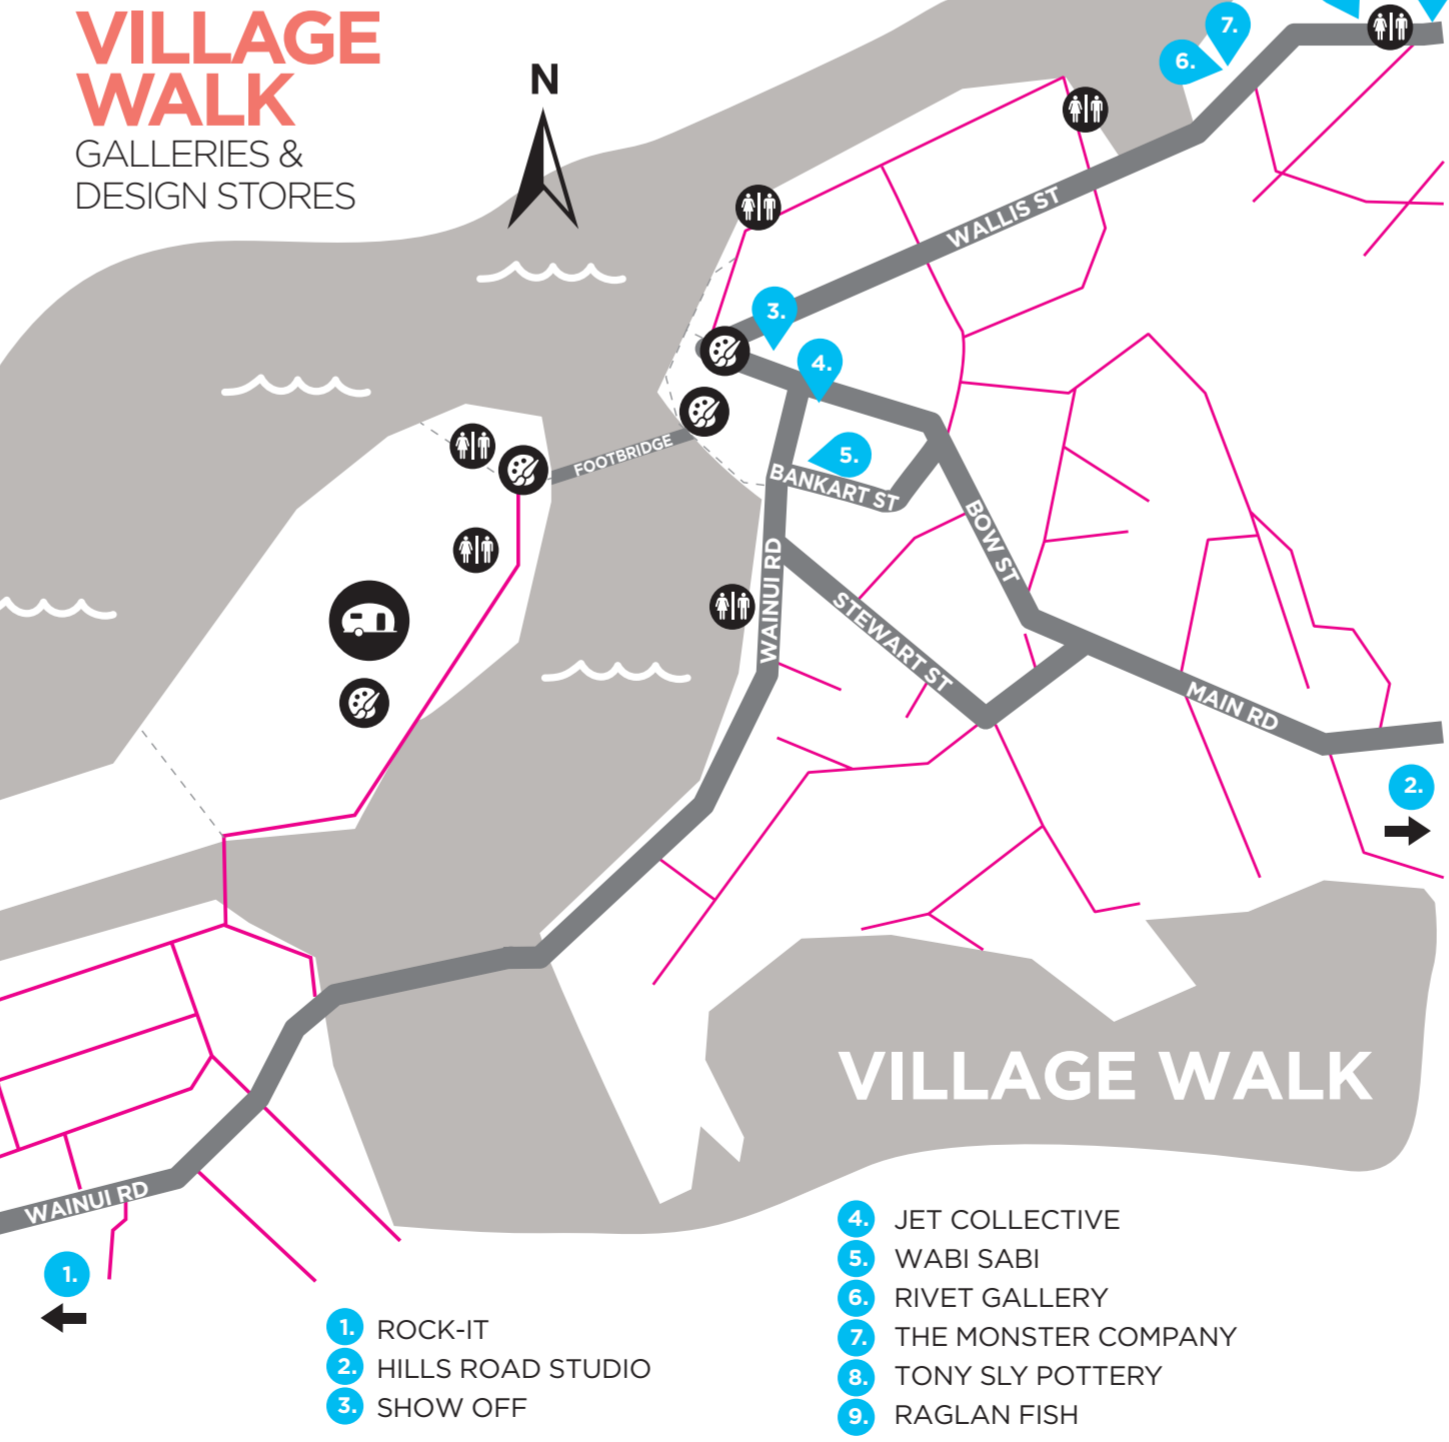 VILLAGE
WALK
GALLERIES &
DESIGN STORES
N
7.
6.
WALLIS ST
3.
4.
5.
FOOTBRIDGE
BANKART ST
BOW ST
WAINUI RD
STEWART ST
MAIN RD
2.
VILLAGE WALK
WAINUI RD
1.
1. ROCK-IT
2. HILLS ROAD STUDIO
3. SHOW OFF
4. JET COLLECTIVE
5. WABI SABI
6. RIVET GALLERY
7. THE MONSTER COMPANY
8. TONY SLY POTTERY
9. RAGLAN FISH